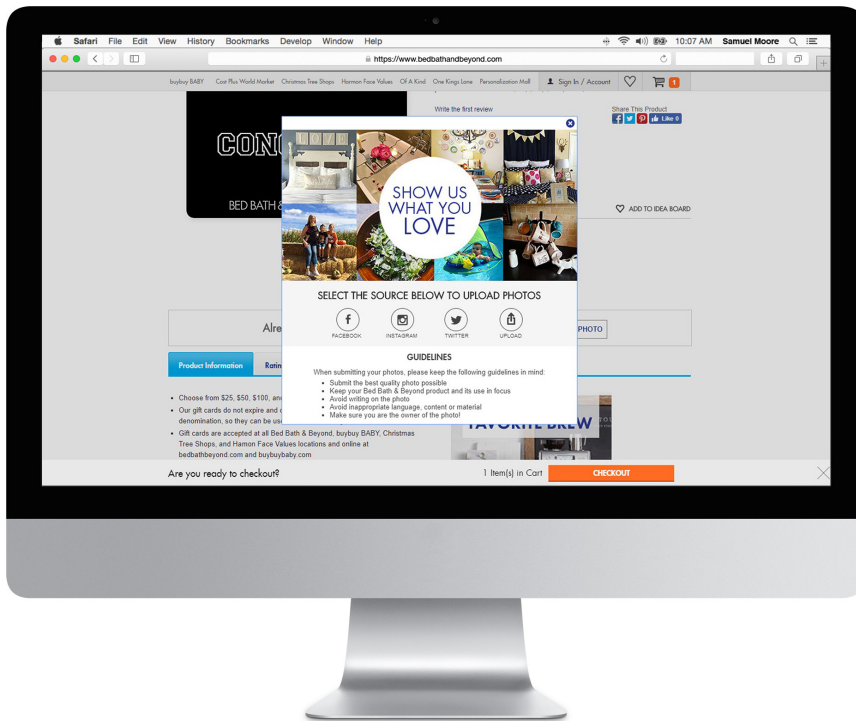 Safari File Edit View History Bookmarks Develop Window Help
10:07 AM Samuel Moore
https://www.bedbathandbeyond.com
buybuy BABY Cost Plus World Market Christmas Tree Shops Harmon Face Values Of A Kind One Kings Lane Personalization Mall Sign In / Account 1
Write the first review
Share This Product
Like 0
CON
LOVE
SHOW US
WHAT YOU
LOVE
BED BATH &
ADD TO IDEA BOARD
SELECT THE SOURCE BELOW TO UPLOAD PHOTOS
FACEBOOK INSTAGRAM TWITTER UPLOAD
Alre
PHOTO
GUIDELINES
When submitting your photos, please keep the following guidelines in mind:
• Submit the best quality photo possible
• Keep your Bed Bath & Beyond product and its use in focus
• Avoid writing on the photo
• Avoid inappropriate language, content or material
• Make sure you are the owner of the photo!
Product Information Ratin
• Choose from $25, $50, $100, an
• Our gift cards do not expire and c
denomination, so they can be us
• Gift cards are accepted at all Bed Bath & Beyond, buybuy BABY, Christmas
Tree Shops, and Hamon Face Values locations and online at
bedbathbeyond.com and buybuybaby.com
FAVORITE BREW
Are you ready to checkout?
1 Item(s) in Cart CHECKOUT